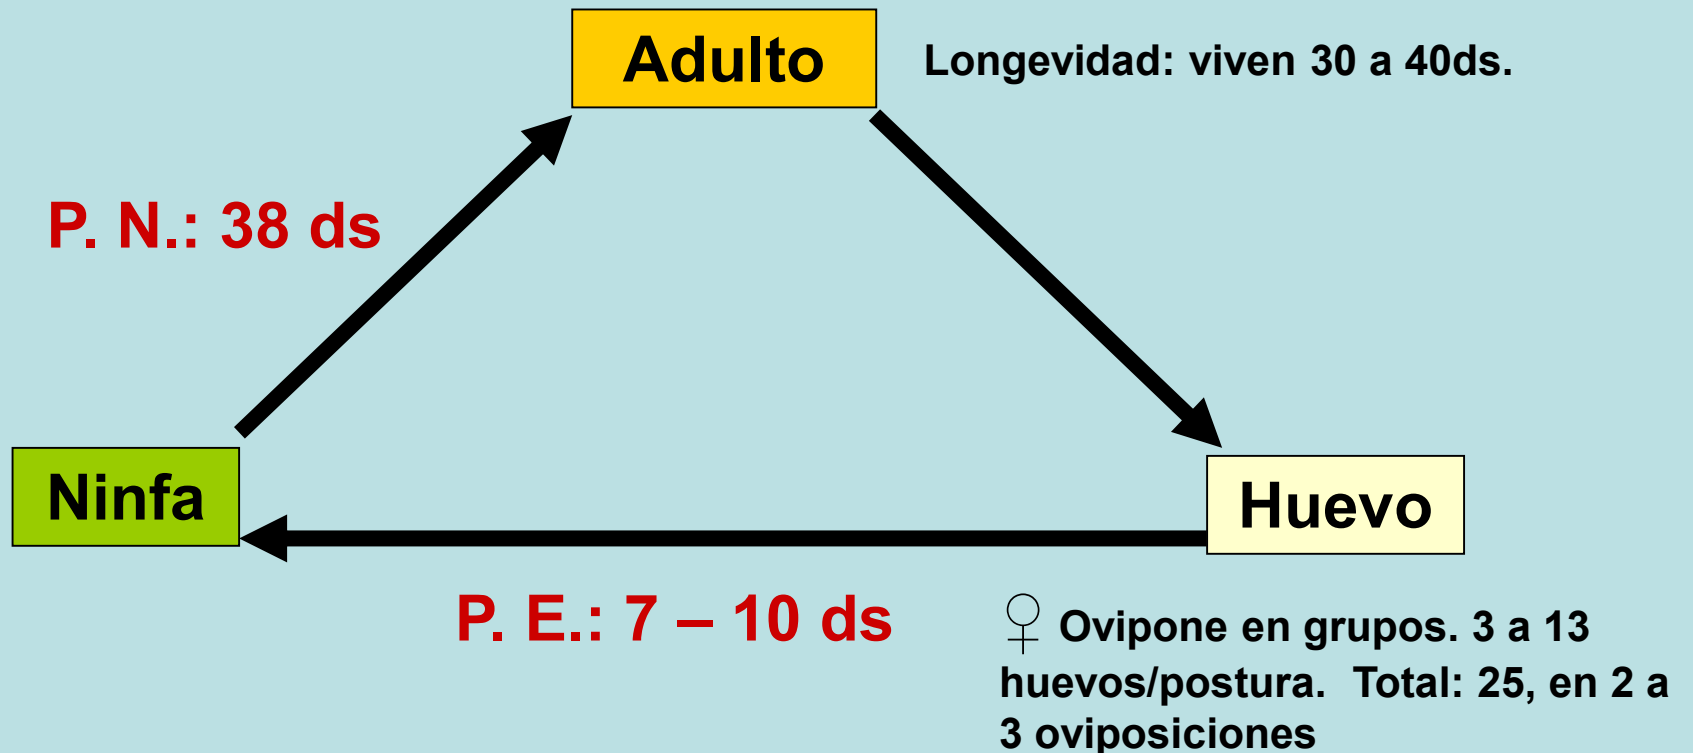 Adulto
Longevidad: viven 30 a 40ds.
P. N.: 38 ds
Ninfa
Huevo
P. E.: 7 – 10 ds
♀ Ovipone en grupos. 3 a 13
huevos/postura. Total: 25, en 2 a
3 oviposiciones